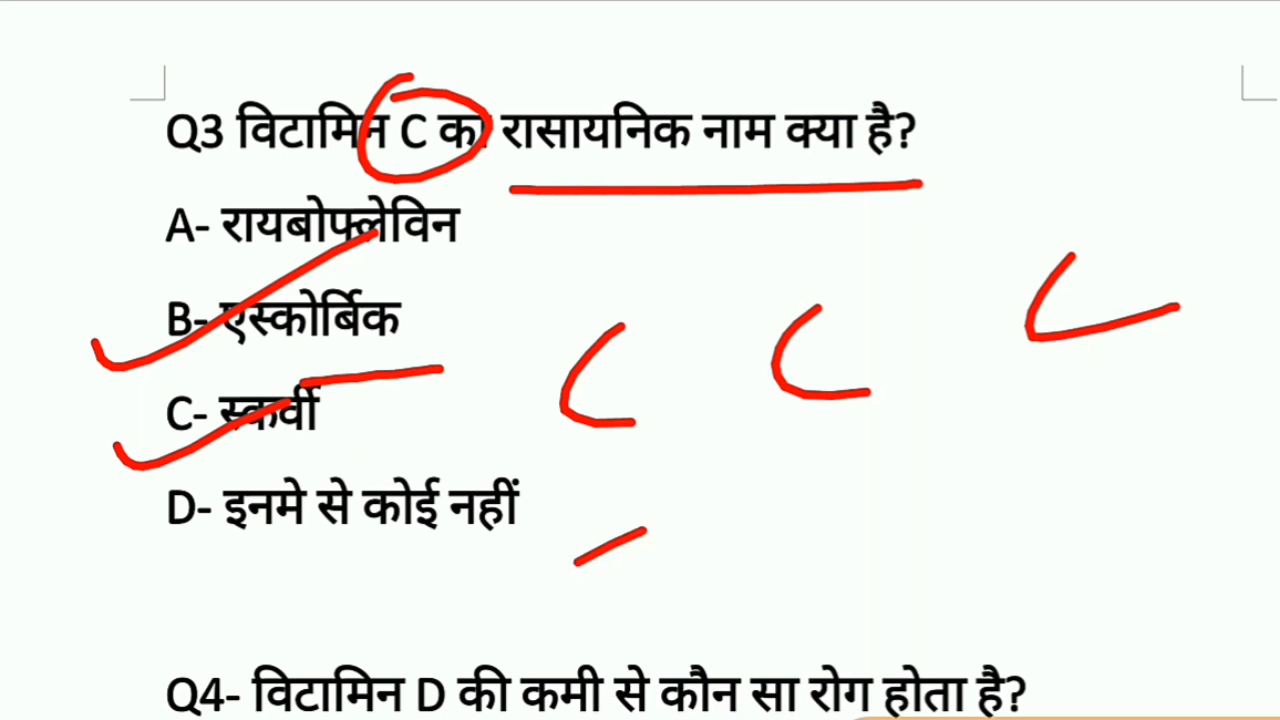 Q3 विटामिन C का रासायनिक नाम क्या है?
A- रायबोफ्लेविन
B- एस्कोर्बिक
C- स्कर्वी
D- इनमे से कोई नहीं
Q4- विटामिन D की कमी से कौन सा रोग होता है?